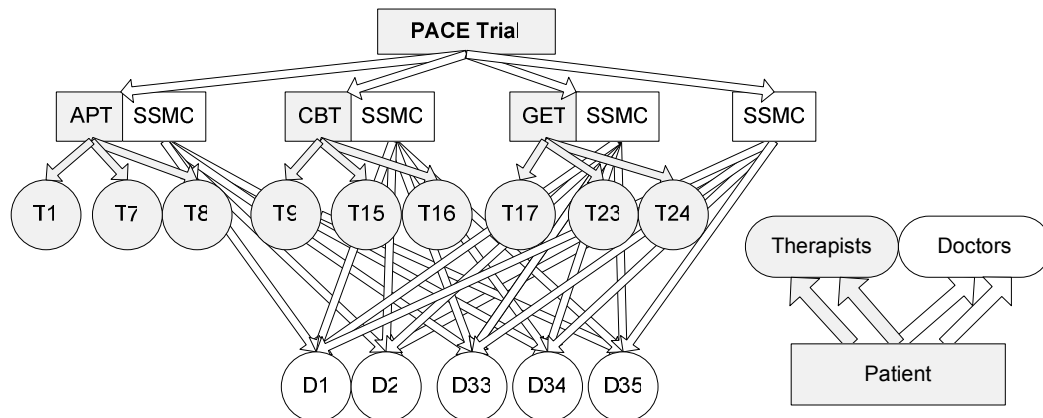 PACE Trial
APT SSMC CBT SSMC GET SSMC SSMC
T1 T7 T8 T9 T15 T16 T17 T23 T24
Therapists Doctors
D1 D2 D33 D34 D35
Patient